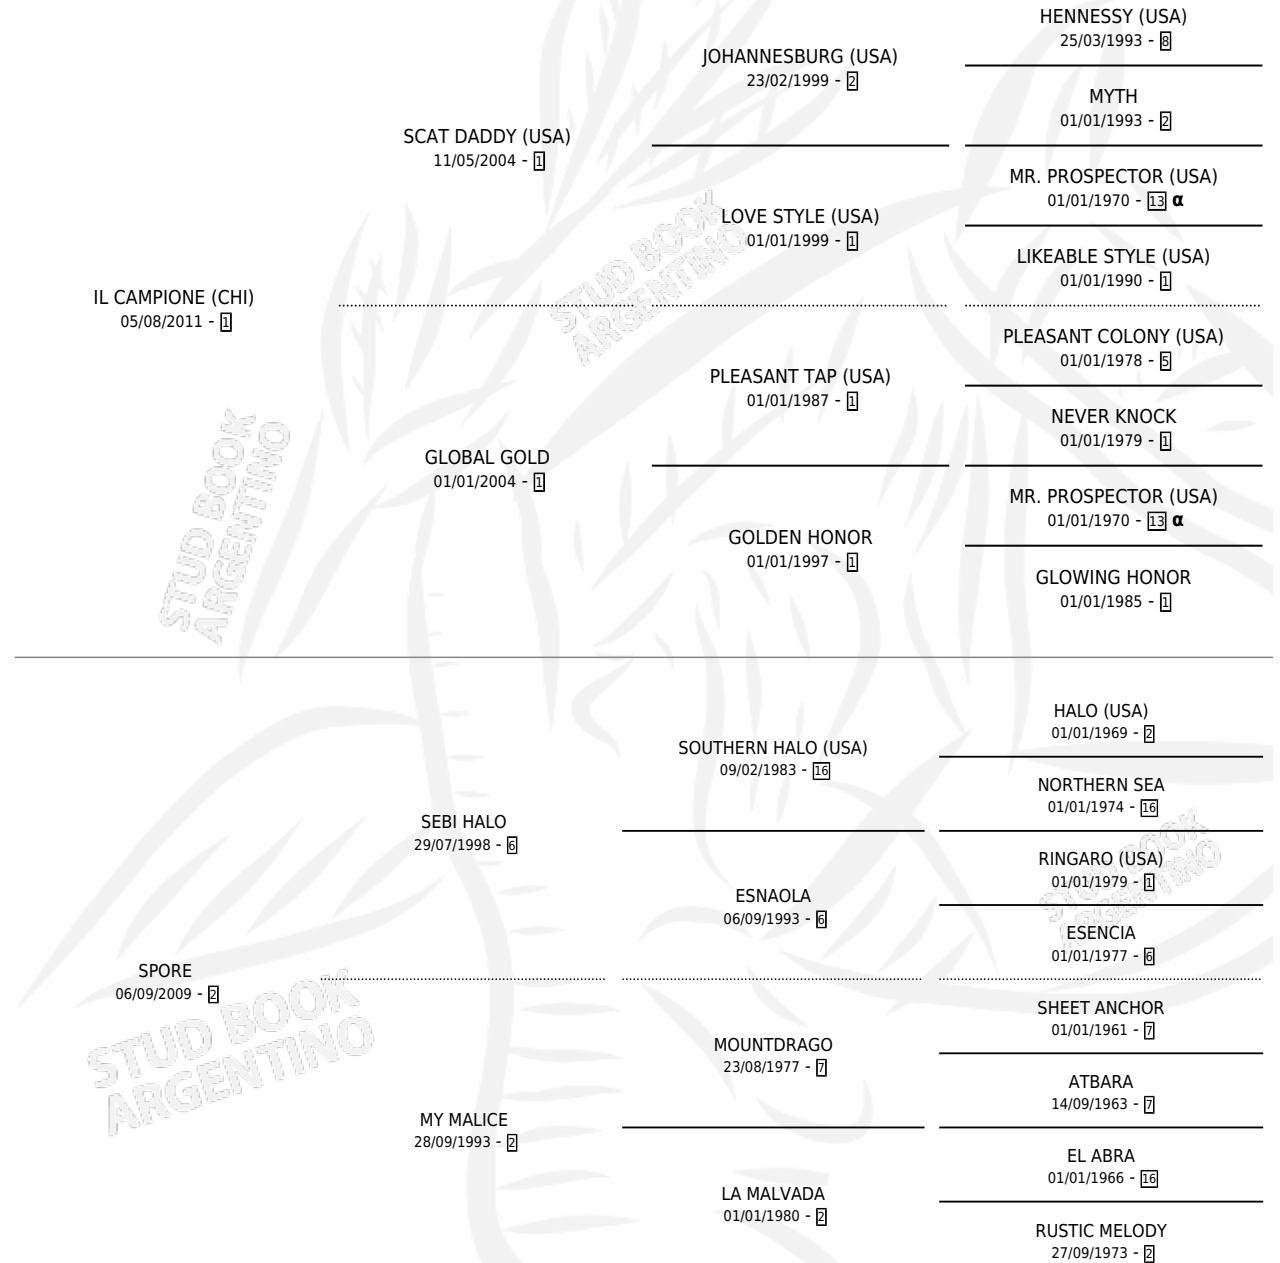 HENNESSY (USA)
25/03/1993 - 8
JOHANNESBURG (USA)
23/02/1999 - 2
MYTH
01/01/1993 - 2
SCAT DADDY (USA)
11/05/2004 - 1
MR. PROSPECTOR (USA)
01/01/1970 - 13 α
LOVE STYLE (USA)
01/01/1999 - 1
LIKEABLE STYLE (USA)
01/01/1990 - 1
IL CAMPIONE (CHI)
05/08/2011 - 1
PLEASANT COLONY (USA)
01/01/1978 - 5
PLEASANT TAP (USA)
01/01/1987 - 1
NEVER KNOCK
01/01/1979 - 1
GLOBAL GOLD
01/01/2004 - 1
MR. PROSPECTOR (USA)
01/01/1970 - 13 α
GOLDEN HONOR
01/01/1997 - 1
GLOWING HONOR
01/01/1985 - 1
HALO (USA)
01/01/1969 - 2
SOUTHERN HALO (USA)
09/02/1983 - 16
NORTHERN SEA
01/01/1974 - 16
SEBI HALO
29/07/1998 - 6
RINGARO (USA)
01/01/1979 - 1
ESNAOLA
06/09/1993 - 6
ESENCIA
01/01/1977 - 6
SPORE
06/09/2009 - 2
SHEET ANCHOR
01/01/1961 - 7
MOUNTDRAGO
23/08/1977 - 7
ATBARA
14/09/1963 - 7
MY MALICE
28/09/1993 - 2
EL ABRA
01/01/1966 - 16
LA MALVADA
01/01/1980 - 2
RUSTIC MELODY
27/09/1973 - 2
STUD BOOK
ARGENTINO
STUD BOOK
ARGENTINO
STUD BOOK
ARGENTINO
STUD BOOK
ARGENTINO